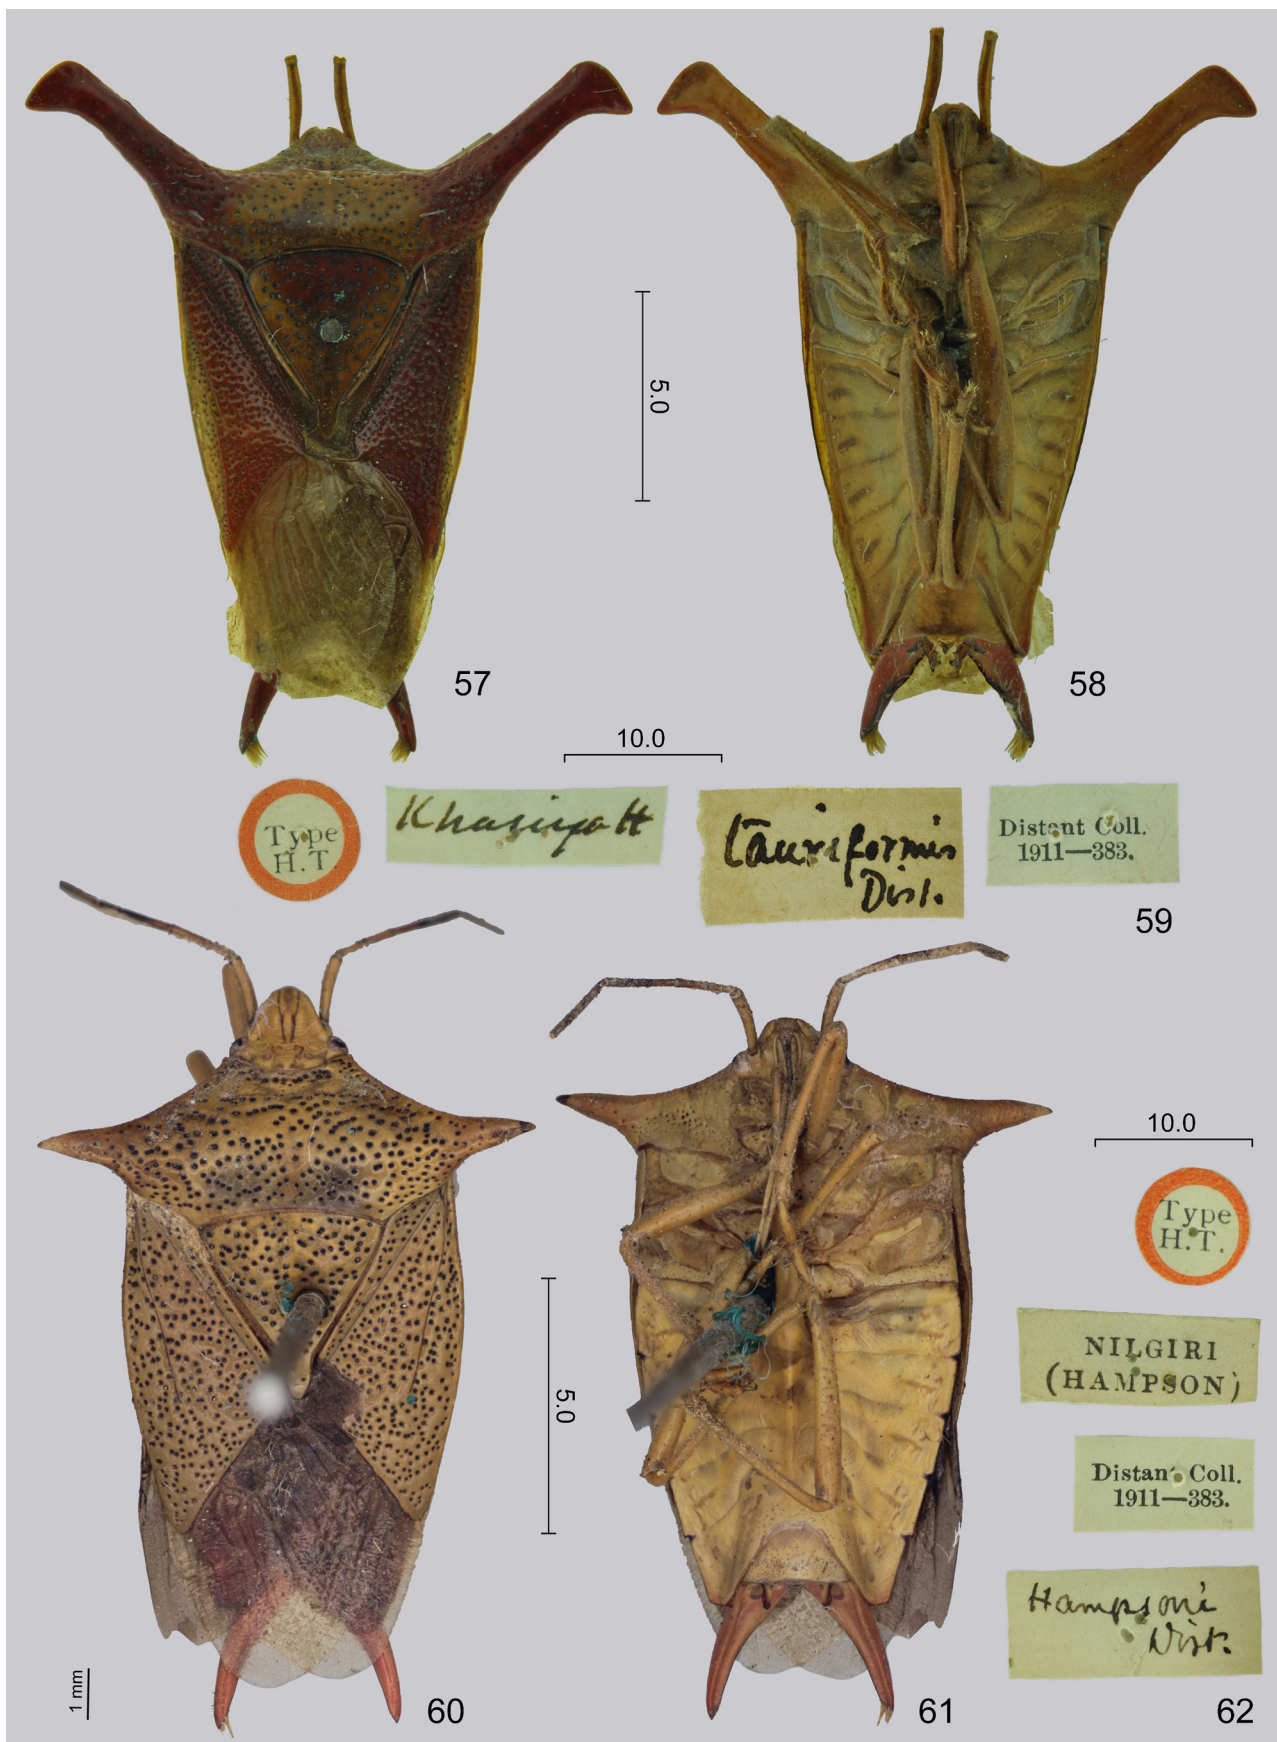 5.0
57
58
10.0
Type
H.T
Khasiya H
tauriformis
Dist.
Distant Coll.
1911—383.
59
10.0
Type
H.T.
NILGIRI
(HAMPSON)
5.0
Distant Coll.
1911—383.
Hampsoni
Dist.
1 mm
60
61
62